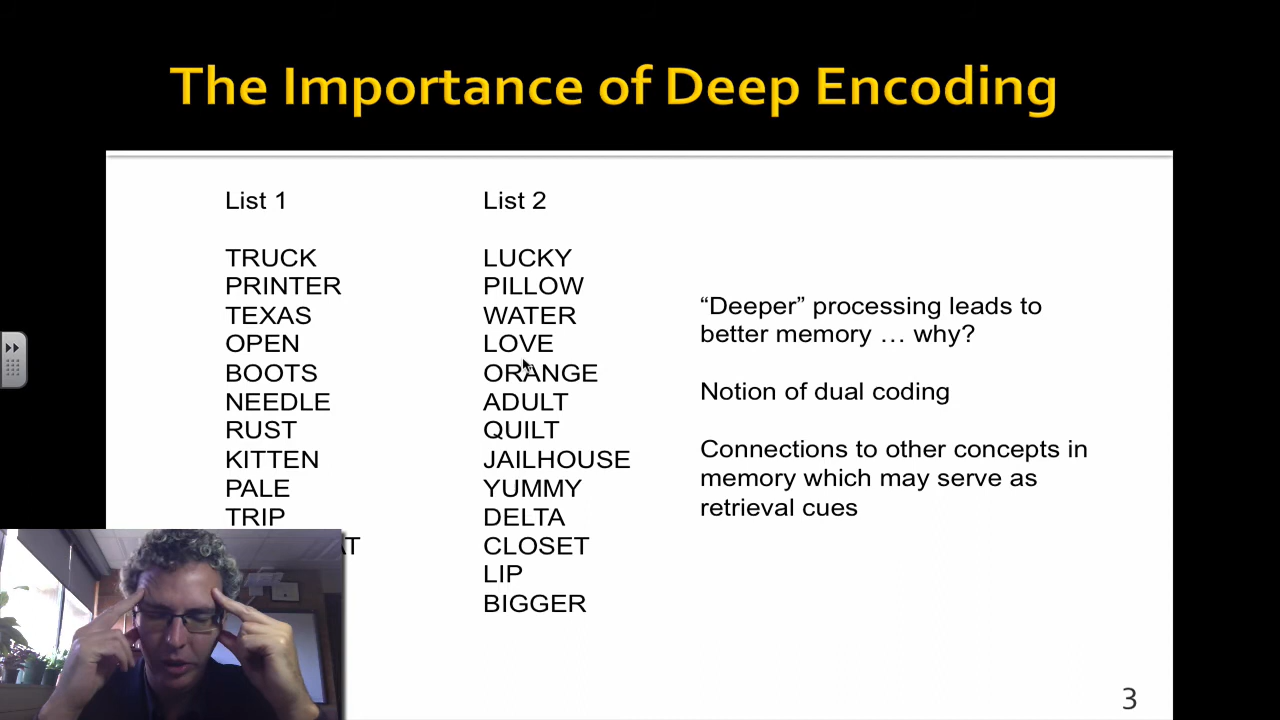 The Importance of Deep Encoding
List 1
TRUCK
PRINTER
TEXAS
OPEN
BOOTS
NEEDLE
RUST
KITTEN
PALE
TRIP
List 2
LUCKY
PILLOW
WATER
LOVE
ORANGE
ADULT
QUILT
JAILHOUSE
YUMMY
DELTA
CLOSET
LIP
BIGGER
“Deeper” processing leads to
better memory … why?
Notion of dual coding
Connections to other concepts in
memory which may serve as
retrieval cues
3